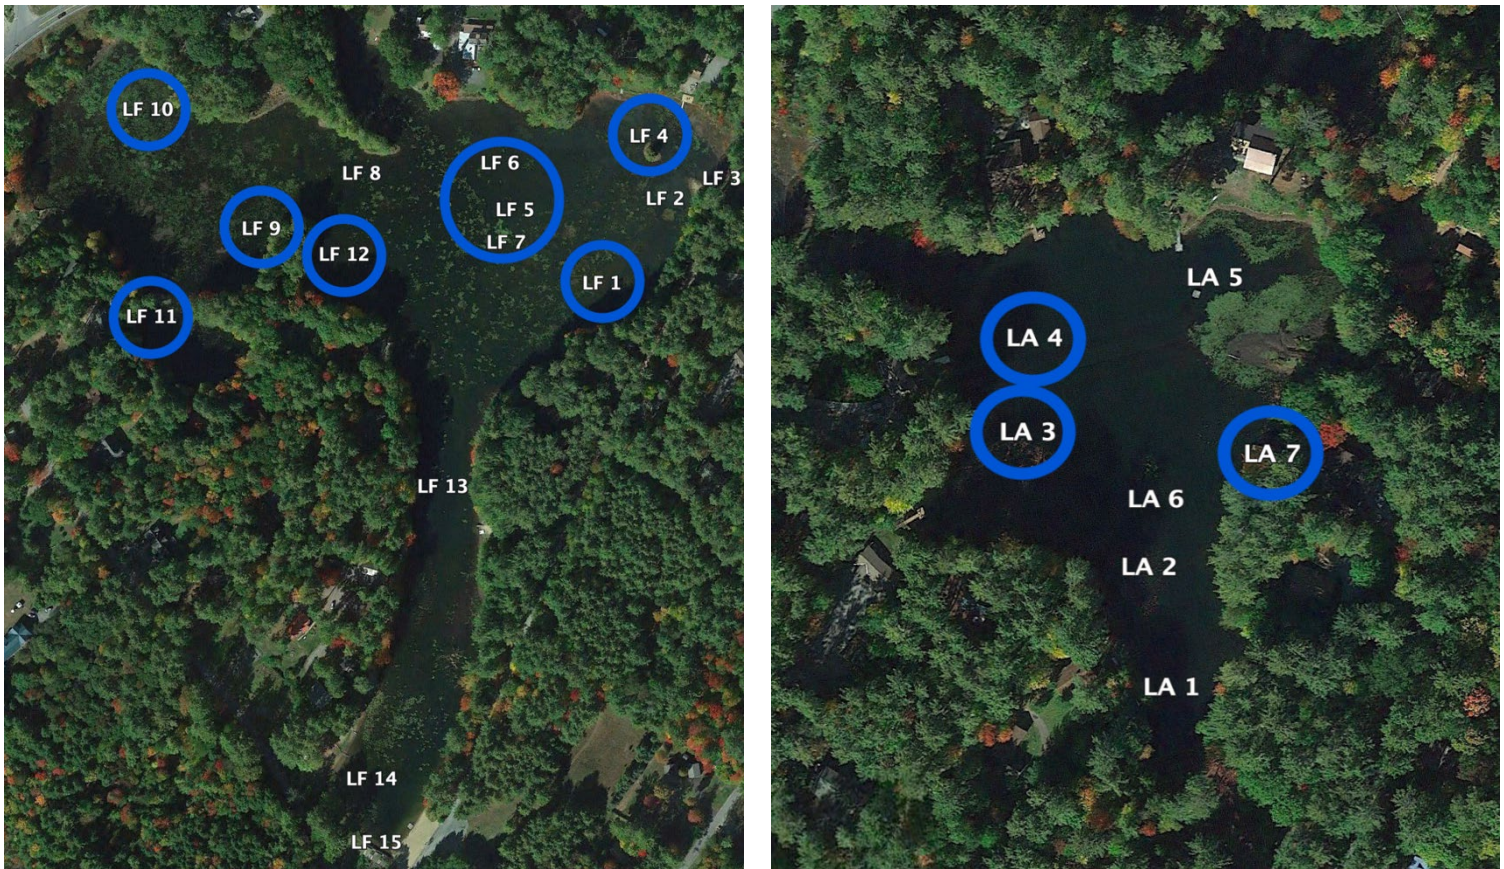 LF 10
LF 4
LF 6
LF 8
LF 3
LF 2
LF 5
LF 9
LF 7
LF 12
LF 1
LF 11
LF 13
LF 14
LF 15
LA 5
LA 4
LA 3
LA 7
LA 6
LA 2
LA 1